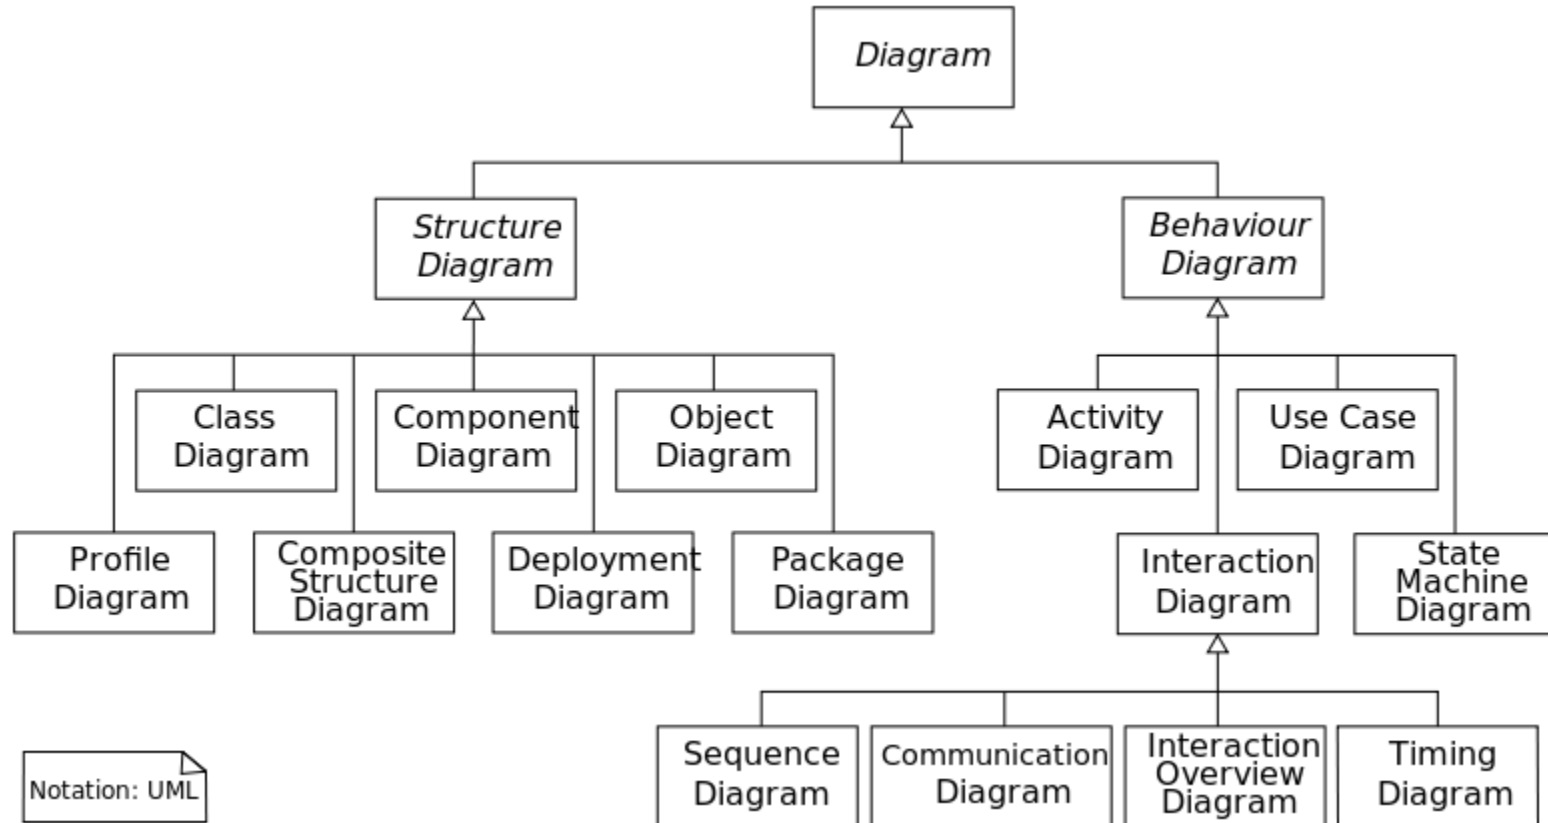 Diagram
Structure
Diagram
Behaviour
Diagram
Class
Diagram
Component
Diagram
Object
Diagram
Activity
Diagram
Use Case
Diagram
Profile
Diagram
Composite
Structure
Diagram
Deployment
Diagram
Package
Diagram
Interaction
Diagram
State
Machine
Diagram
Sequence
Diagram
Communication
Diagram
Interaction
Overview
Diagram
Timing
Diagram
Notation: UML